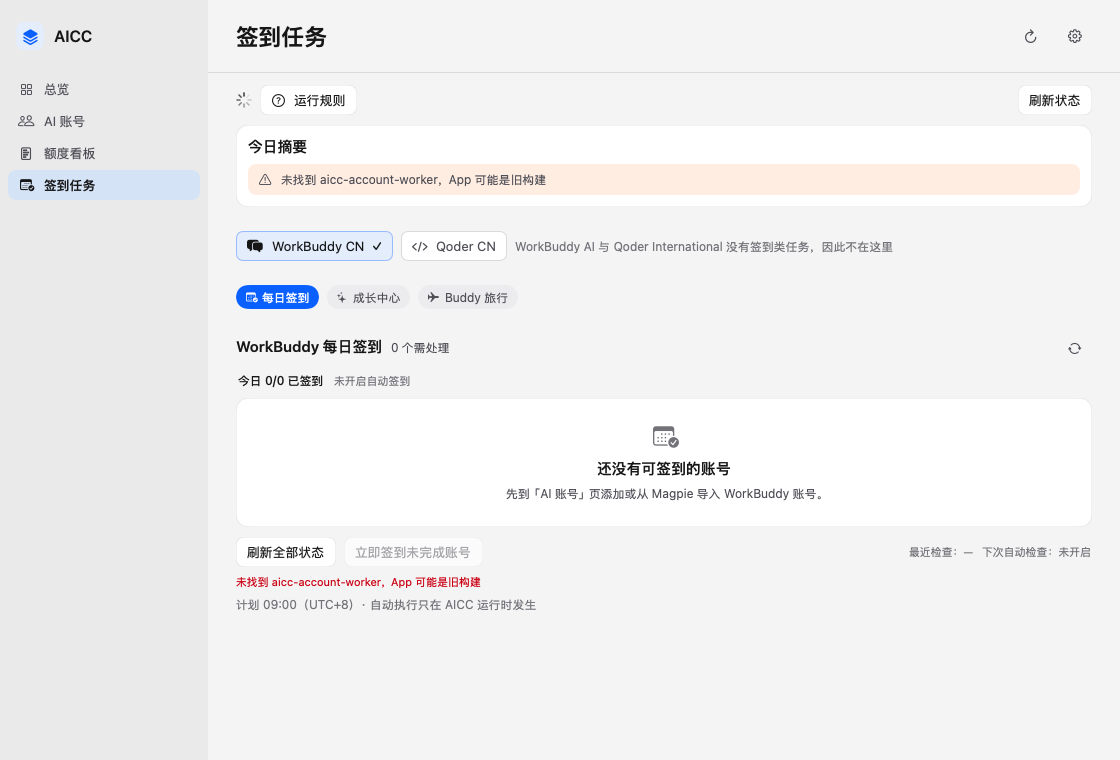 AICC
总览
AI 账号
额度看板
签到任务
签到任务
运行规则
刷新状态
今日摘要
未找到 aicc-account-worker，App 可能是旧构建
WorkBuddy CN
Qoder CN
WorkBuddy AI 与 Qoder International 没有签到类任务，因此不在这里
每日签到
成长中心
Buddy 旅行
WorkBuddy 每日签到 0 个需处理
今日 0/0 已签到 未开启自动签到
还没有可签到的账号
先到「AI 账号」页添加或从 Magpie 导入 WorkBuddy 账号。
刷新全部状态
立即签到未完成账号
最近检查：— 下次自动检查：未开启
未找到 aicc-account-worker，App 可能是旧构建
计划 09:00（UTC+8）· 自动执行只在 AICC 运行时发生